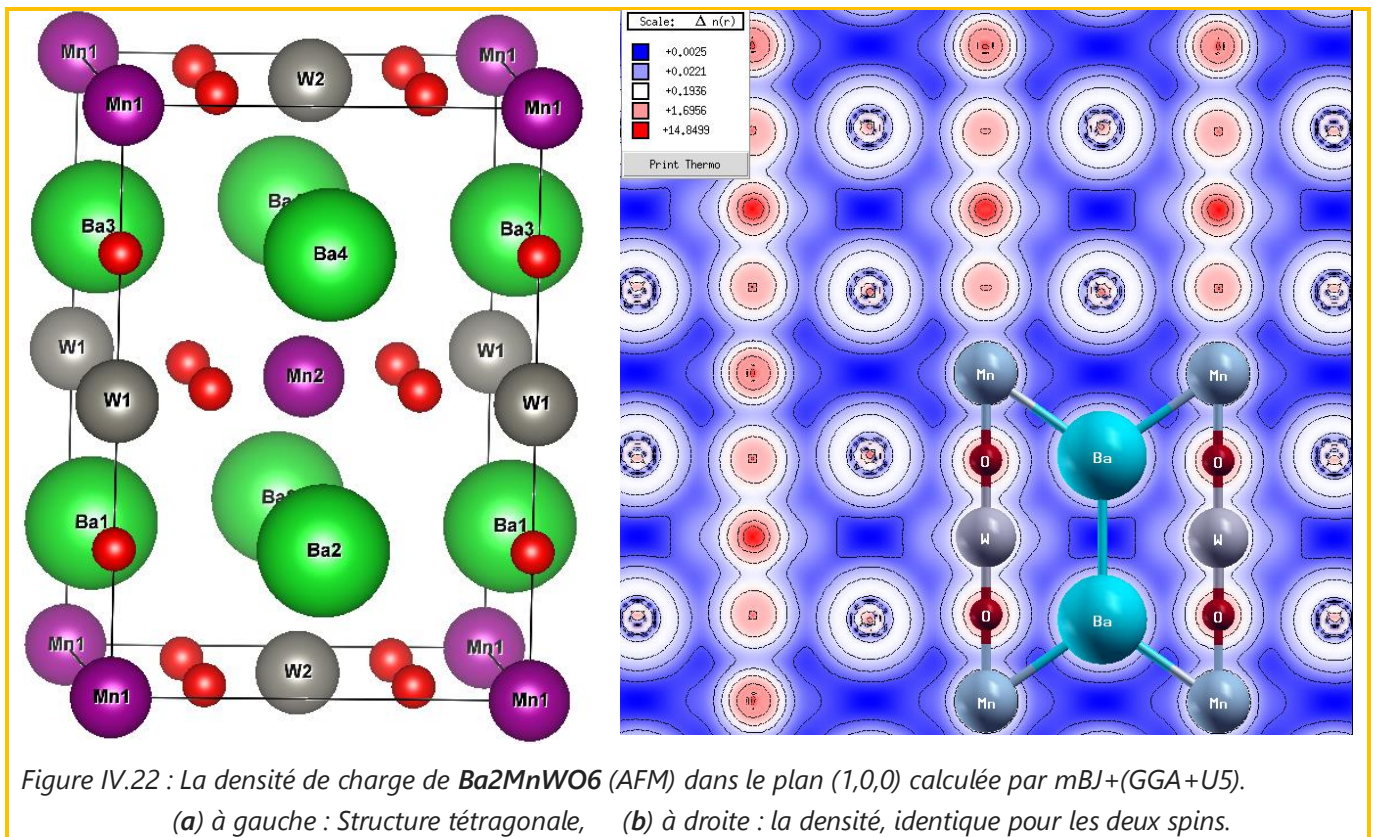 Mn1
W2
Mn1
Mn1
Mn1
Ba3
Ba4
Ba3
W1
W1
Mn2
W1
W1
Ba1
Ba2
Ba1
Mn1
W2
Mn1
Mn1
Mn1
Scale: Δ n(r)
+0.0025
+0.0221
+0.1936
+1.6956
+14.8499
Print Thermo
Mn
Mn
O
Ba
O
W
W
O
Ba
O
Mn
Mn
Figure IV.22 : La densité de charge de Ba2MnWO6 (AFM) dans le plan (1,0,0) calculée par mBJ+(GGA+U5).
(a) à gauche : Structure tétragonale, (b) à droite : la densité, identique pour les deux spins.